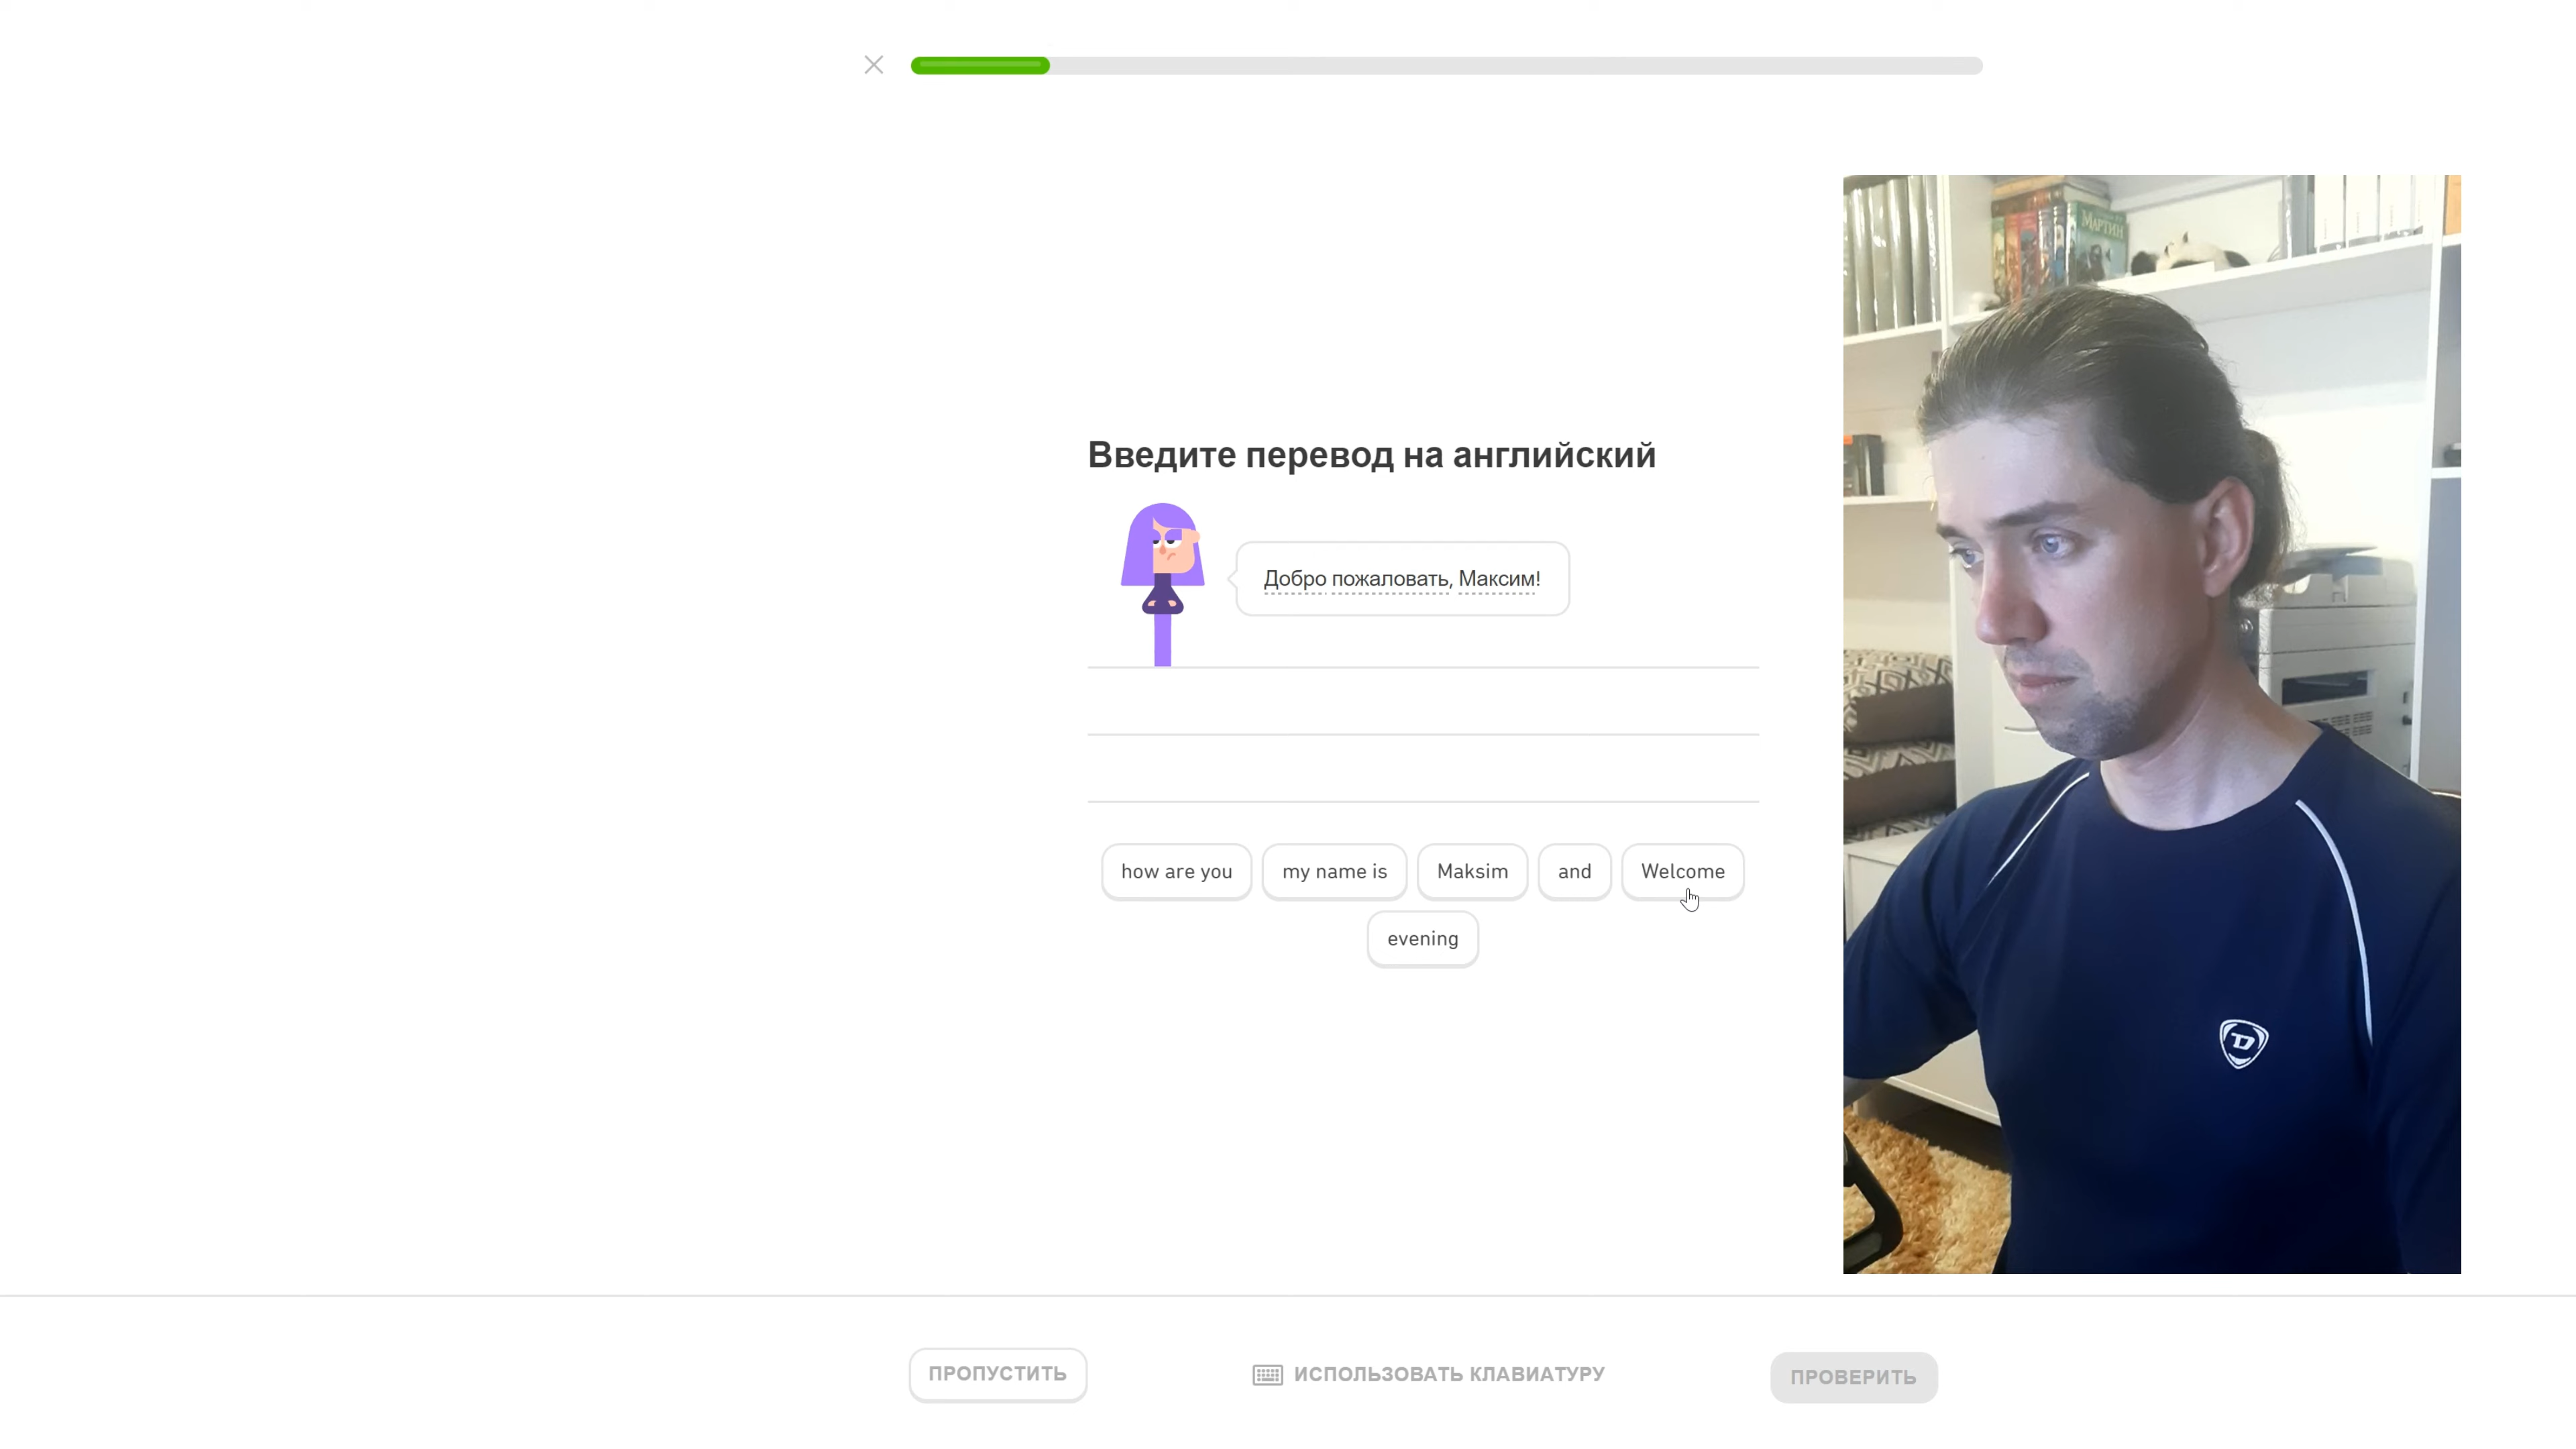 МАРТИН
Введите перевод на английский
Добро пожаловать, Максим!
how are you
my name is
Maksim
and
Welcome
evening
ПРОПУСТИТЬ
ИСПОЛЬЗОВАТЬ КЛАВИАТУРУ
ПРОВЕРИТЬ